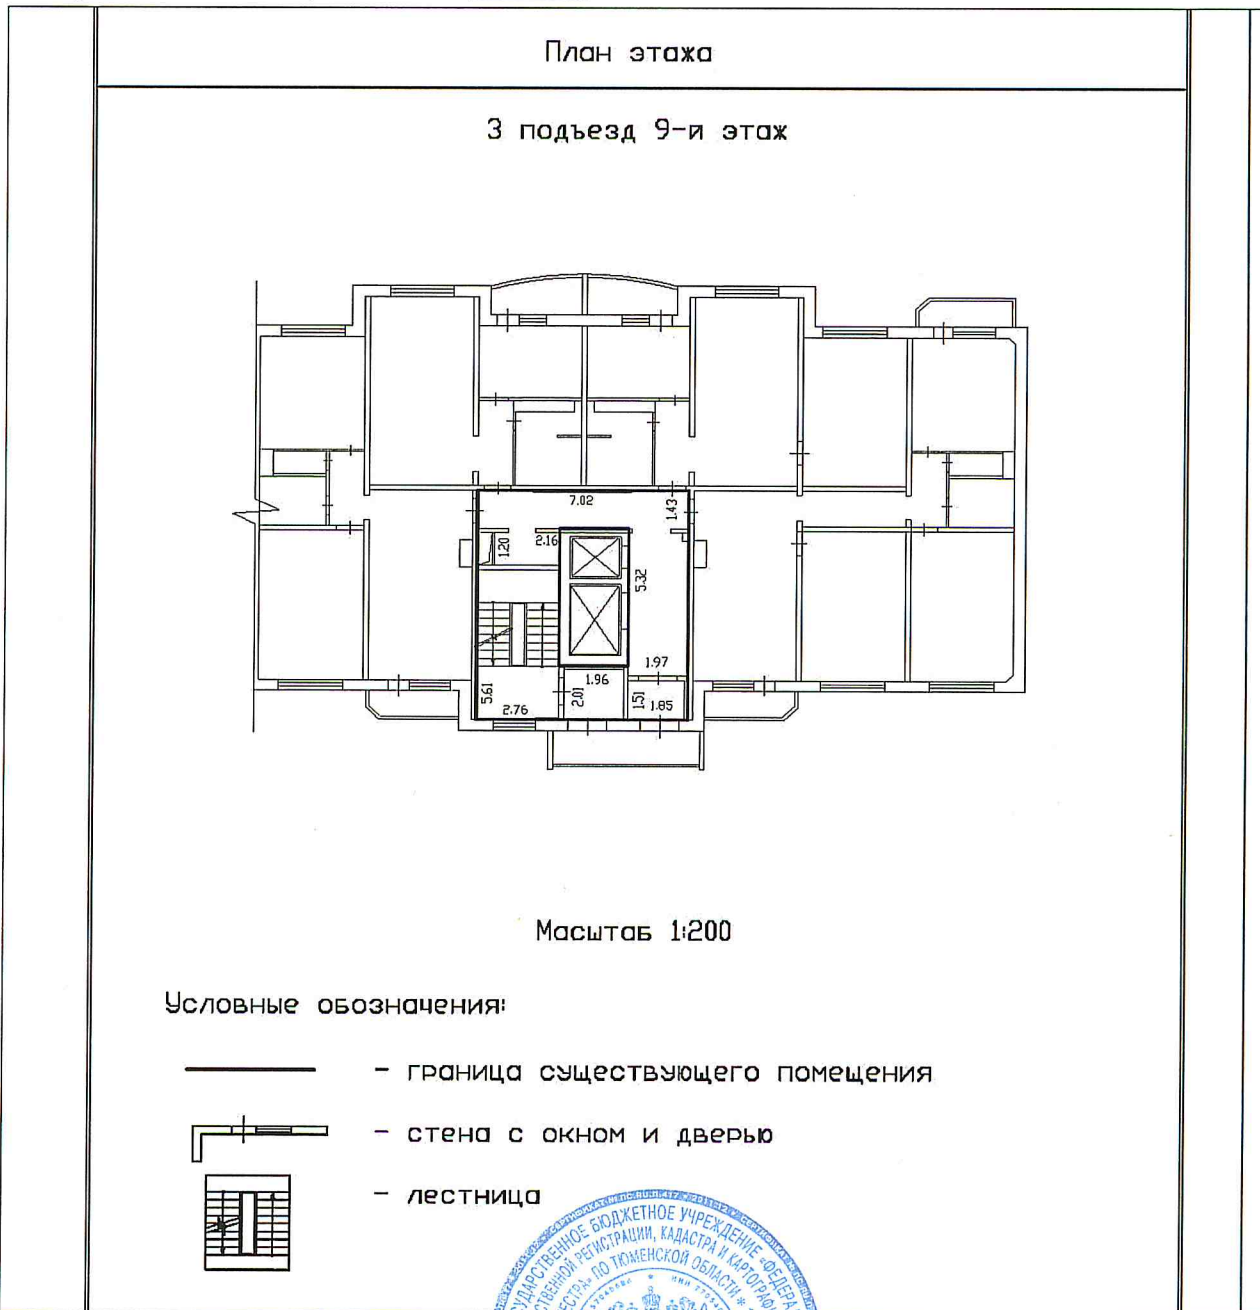 План этажа
3 подъезд 9-и этаж
7.02
1.43
1.20
2.16
5.32
1.97
1.96
5.61
2.01
1.51
2.76
1.85
Масштаб 1:200
Условные обозначения:
- граница существующего помещения
- стена с окном и дверью
- лестница
БЮДЖЕТНОЕ УЧРЕЖДЕНИЕ
РЕГИСТРАЦИИ, КАДАСТРА И
ПО ТЮМЕНСКОЙ ОБЛАСТИ *
ИНН